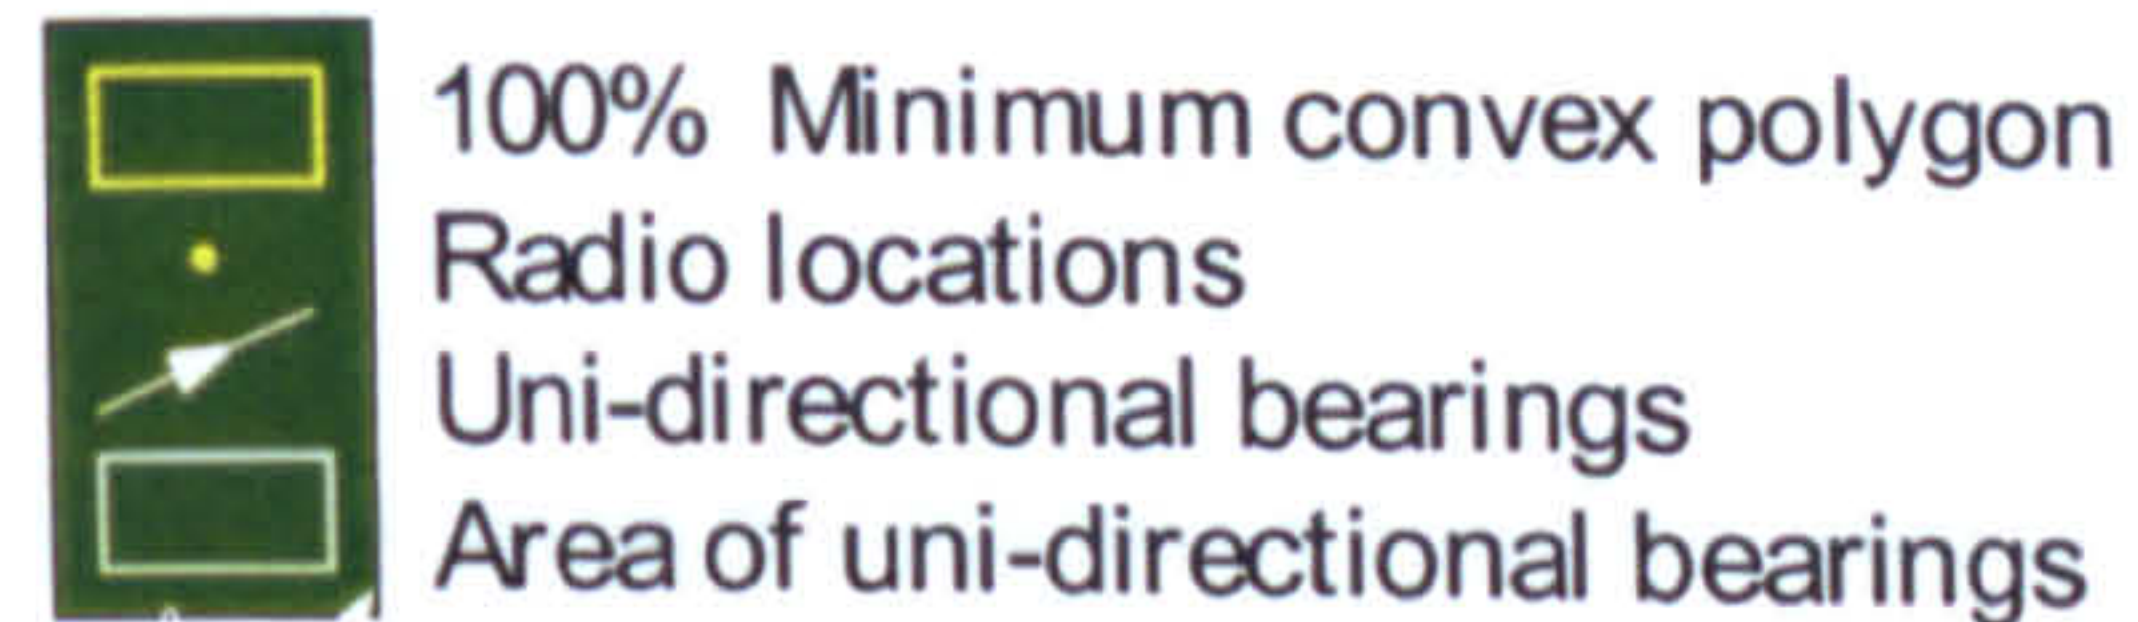 100% Minimum convex polygon
Radio locations
Uni-directional bearings
Area of uni-directional bearings